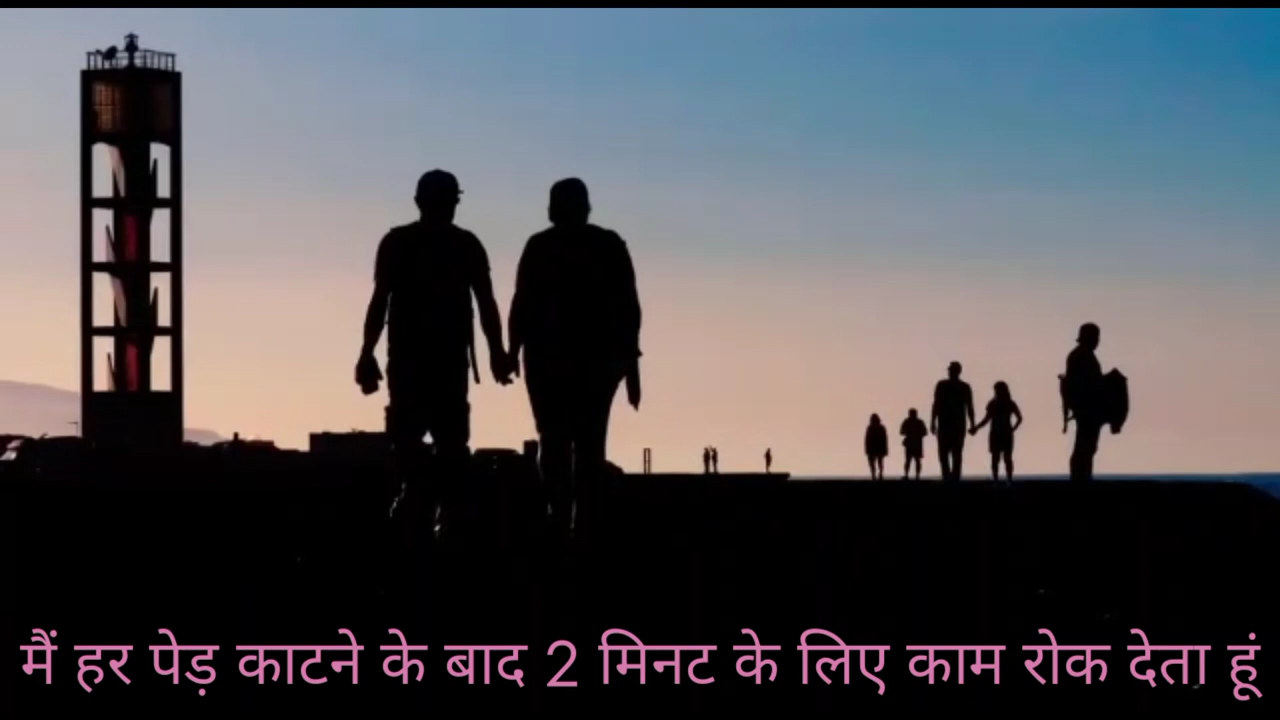 मैं हर पेड़ काटने के बाद 2 मिनट के लिए काम रोक देता हूं